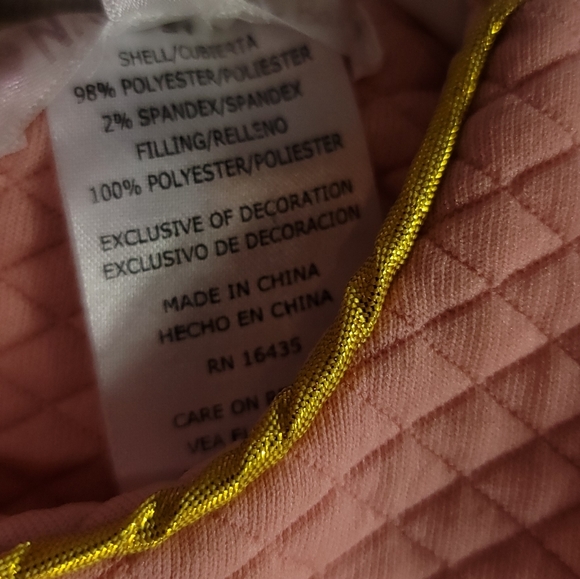 SHELL/CUBIERTA
98% POLYESTER/POLIESTER
2% SPANDEX/SPANDEX
FILLING/RELLENO
100% POLYESTER/POLIESTER
EXCLUSIVE OF DECORATION
EXCLUSIVO DE DECORACION
MADE IN CHINA
HECHO EN CHINA
RN 16435
CARE ON
VEA